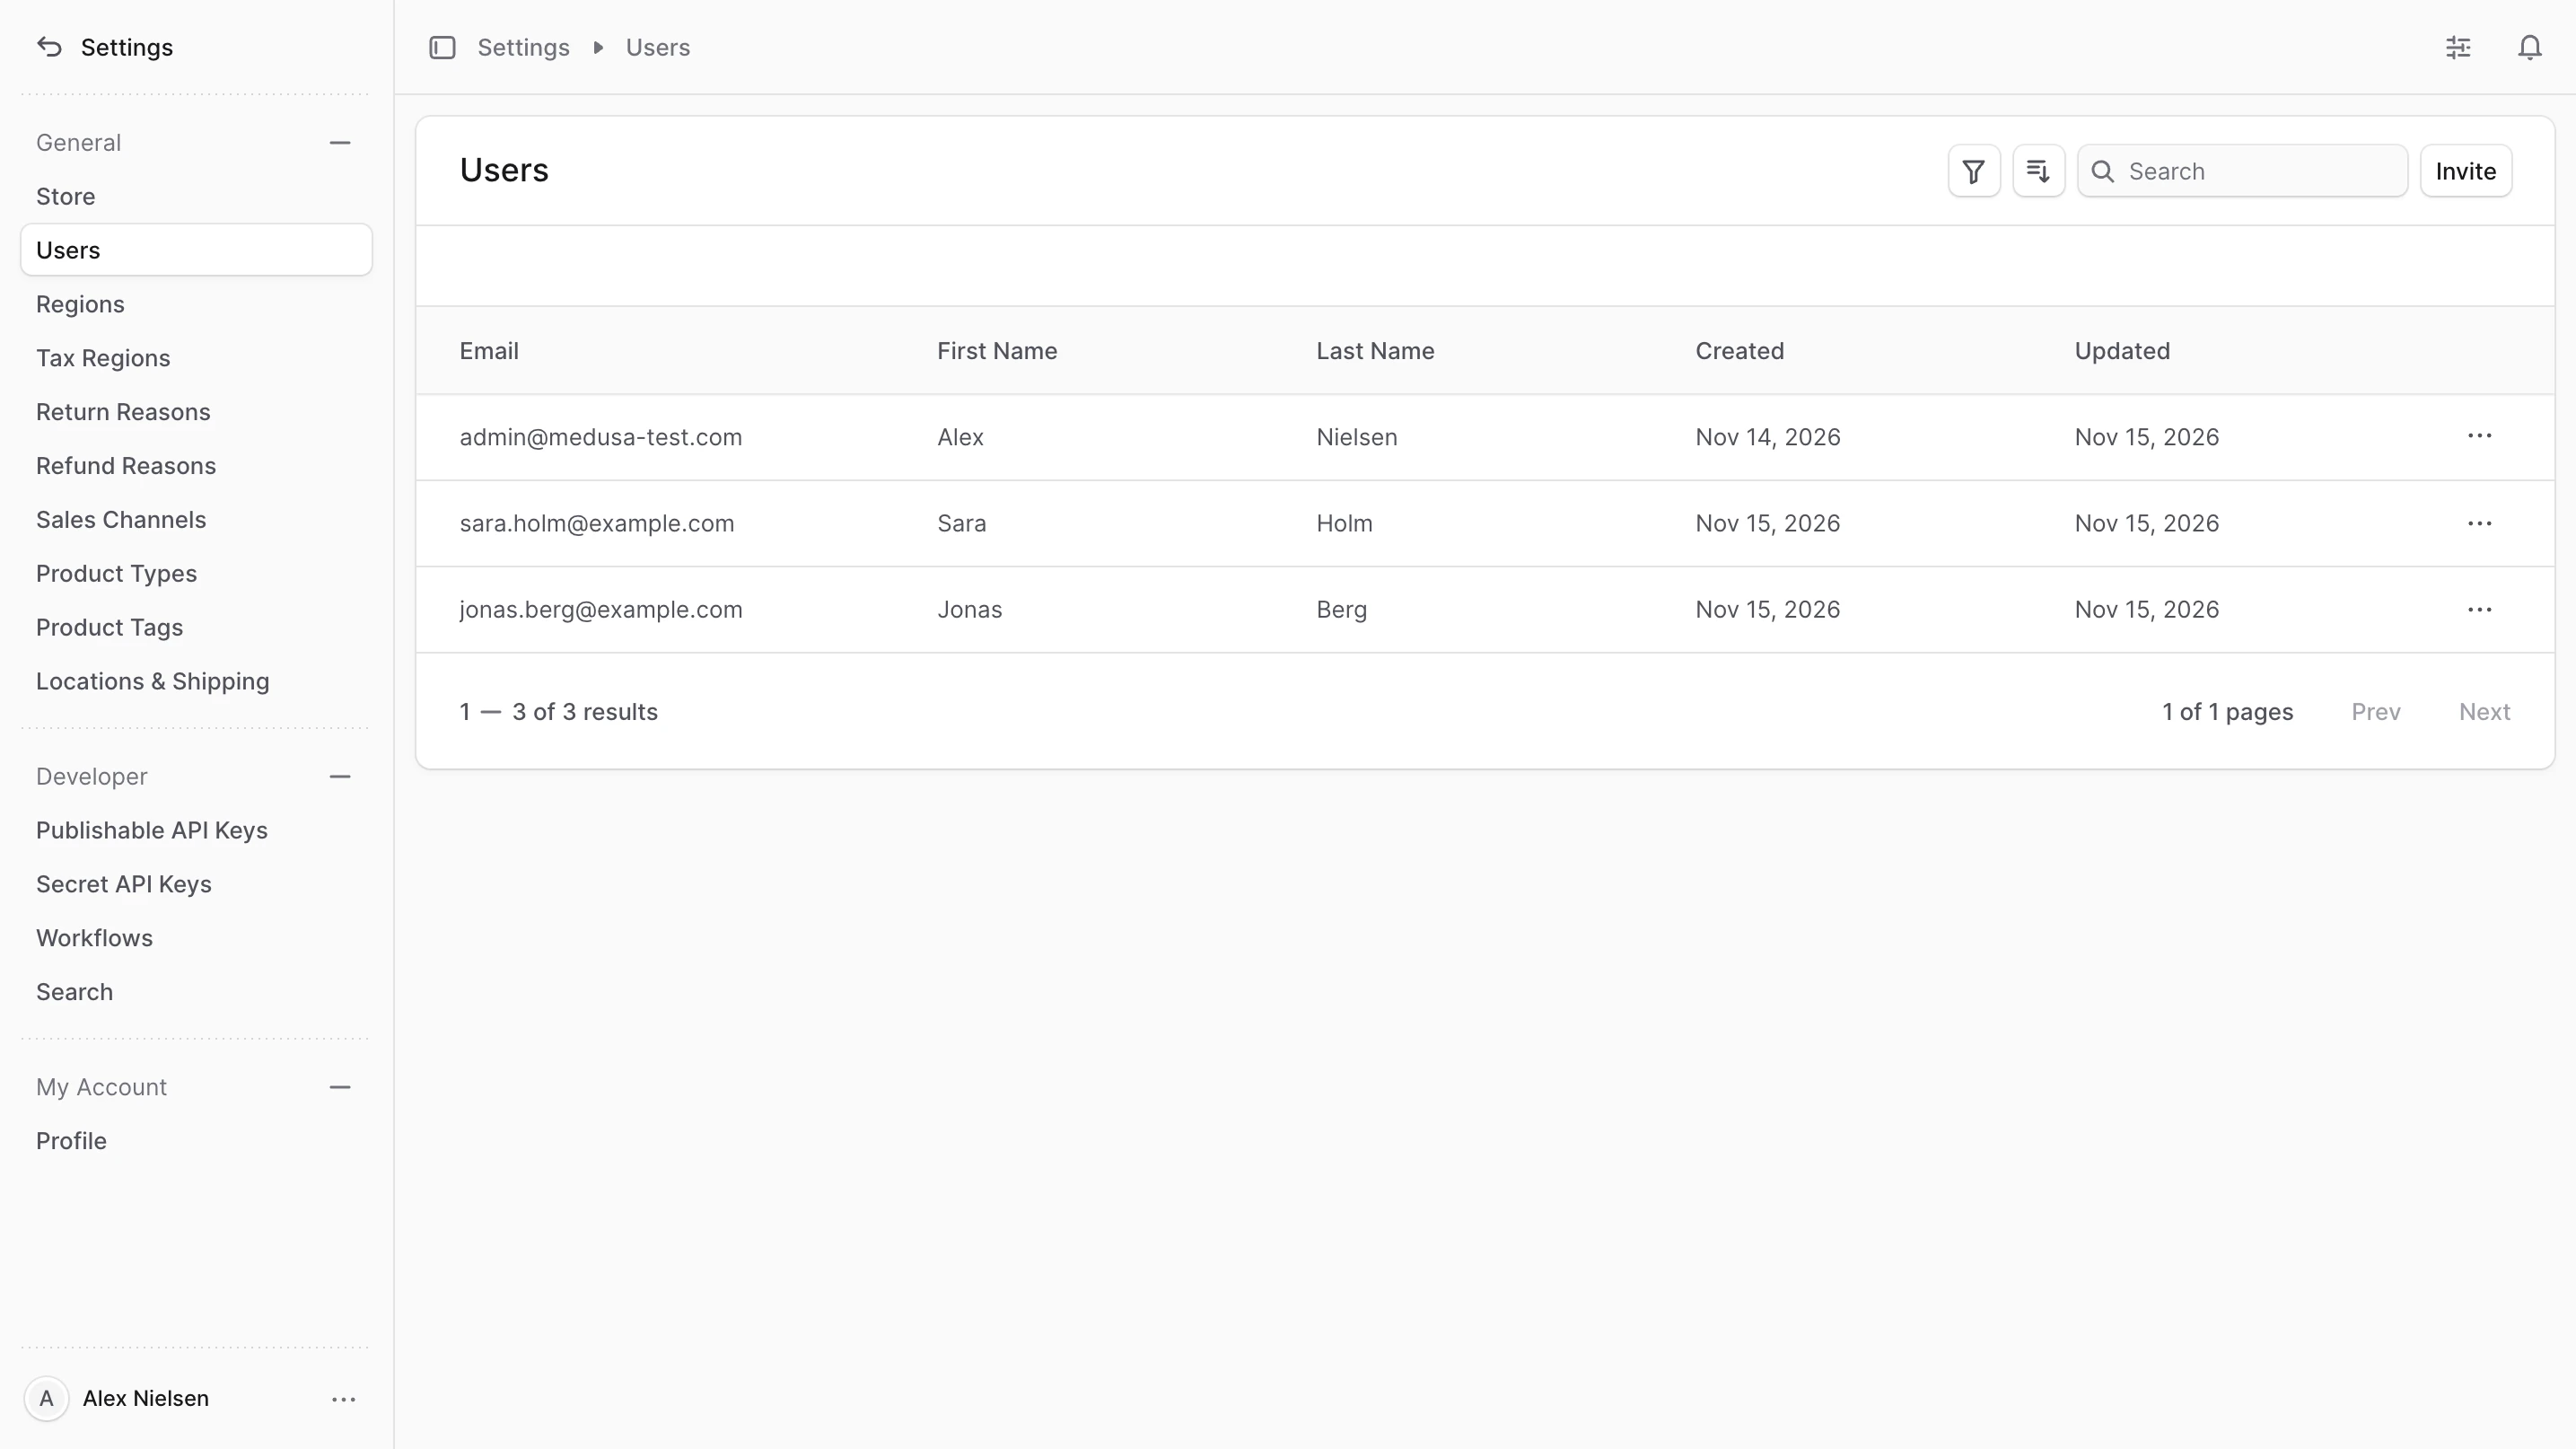 Settings
General
Store
Users
Regions
Tax Regions
Return Reasons
Refund Reasons
Sales Channels
Product Types
Product Tags
Locations & Shipping
Developer
Publishable API Keys
Secret API Keys
Workflows
Search
My Account
Profile
A Alex Nielsen
Settings Users
Users
Search
Invite
Email First Name Last Name Created Updated
admin@medusa-test.com Alex Nielsen Nov 14, 2026 Nov 15, 2026
sara.holm@example.com Sara Holm Nov 15, 2026 Nov 15, 2026
jonas.berg@example.com Jonas Berg Nov 15, 2026 Nov 15, 2026
1 — 3 of 3 results
1 of 1 pages Prev Next